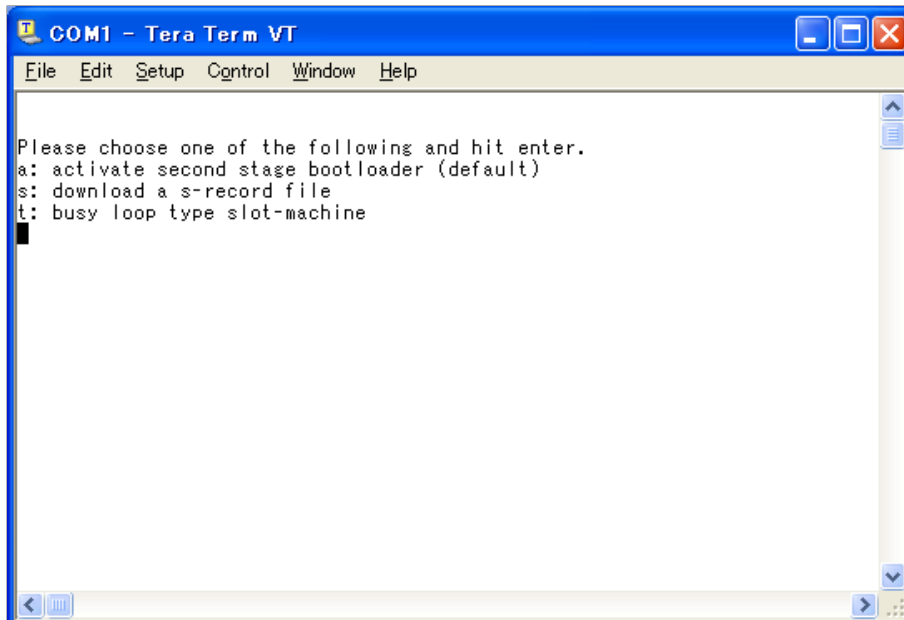 COM1 - Tera Term VT
File Edit Setup Control Window Help
Please choose one of the following and hit enter.
a: activate second stage bootloader (default)
s: download a s-record file
t: busy loop type slot-machine